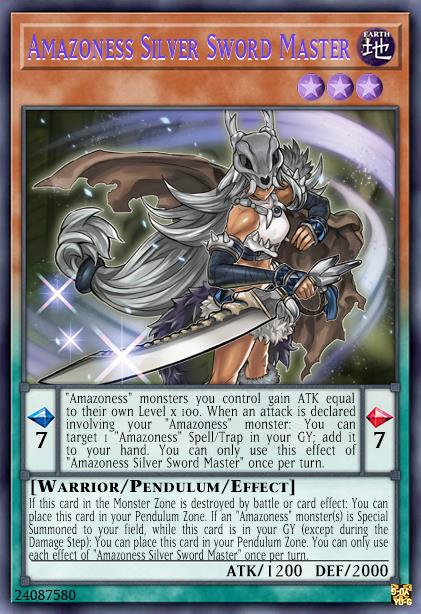 Amazoness Silver Sword Master
EARTH
地
"Amazoness" monsters you control gain ATK equal
to their own Level x 100. When an attack is declared
involving your "Amazoness" monster: You can
target 1 "Amazoness" Spell/Trap in your GY; add it
to your hand. You can only use this effect of
"Amazoness Silver Sword Master" once per turn.
7
7
[Warrior/Pendulum/Effect]
If this card in the Monster Zone is destroyed by battle or card effect: You can
place this card in your Pendulum Zone. If an "Amazoness" monster(s) is Special
Summoned to your field, while this card is in your GY (except during the
Damage Step): You can place this card in your Pendulum Zone. You can only use
each effect of "Amazoness Silver Sword Master" once per turn.
ATK/1200 DEF/2000
24087580